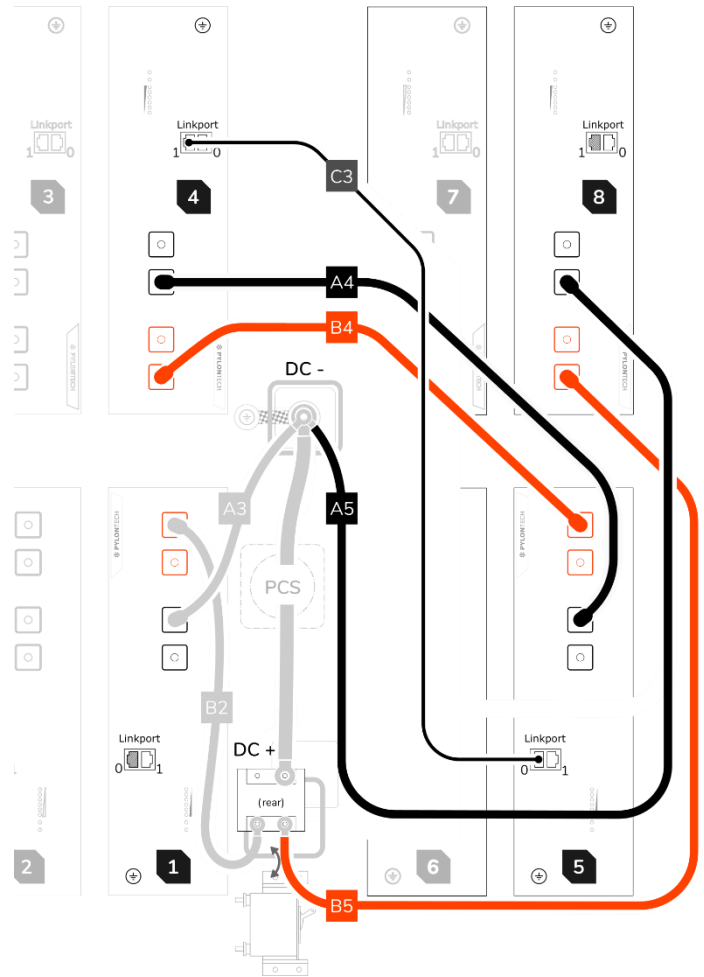 Linkport
1 0
3
Linkport
1 0
4
C3
Linkport
1 0
7
Linkport
1 0
8
A4
B4
PYLONTECH
PYLONTECH
PYLONTECH
DC -
A3
A5
PYLONTECH
PYLONTECH
PCS
B2
Linkport
0 1
DC +
Linkport
0 1
(rear)
2
1
6
5
B5